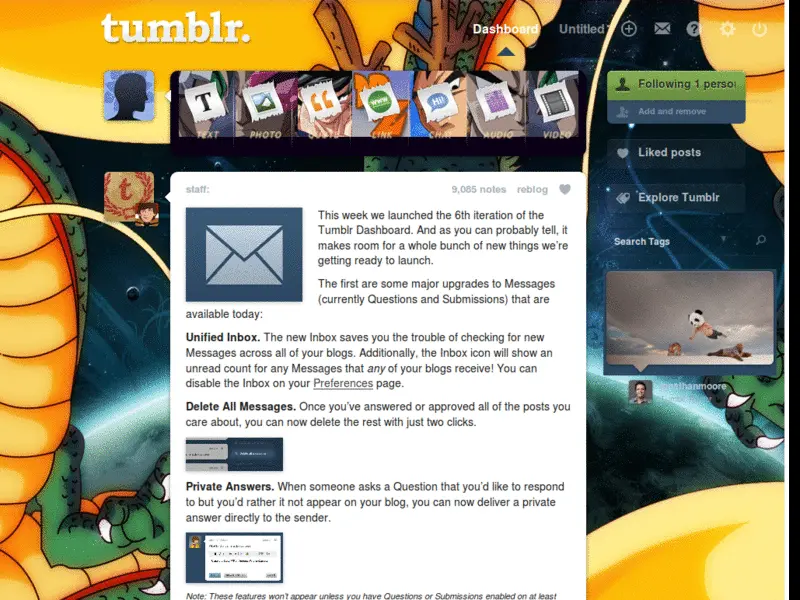 tumblr.
Dashboard
Untitled
TEXT
PHOTO
LINK
CHAT
AUDIO
VIDEO
Following 1 person
Add and remove
Liked posts
Explore Tumblr
Search Tags
staff:
9,085 notes reblog
This week we launched the 6th iteration of the
Tumblr Dashboard. And as you can probably tell, it
makes room for a whole bunch of new things we're
getting ready to launch.
The first are some major upgrades to Messages
(currently Questions and Submissions) that are
available today:
Unified Inbox. The new Inbox saves you the trouble of checking for new
Messages across all of your blogs. Additionally, the Inbox icon will show an
unread count for any Messages that any of your blogs receive! You can
disable the Inbox on your Preferences page.
Delete All Messages. Once you've answered or approved all of the posts you
care about, you can now delete the rest with just two clicks.
Private Answers. When someone asks a Question that you'd like to respond
to but you'd rather it not appear on your blog, you can now deliver a private
answer directly to the sender.
Note: These features won't appear unless you have Questions or Submissions enabled on at least